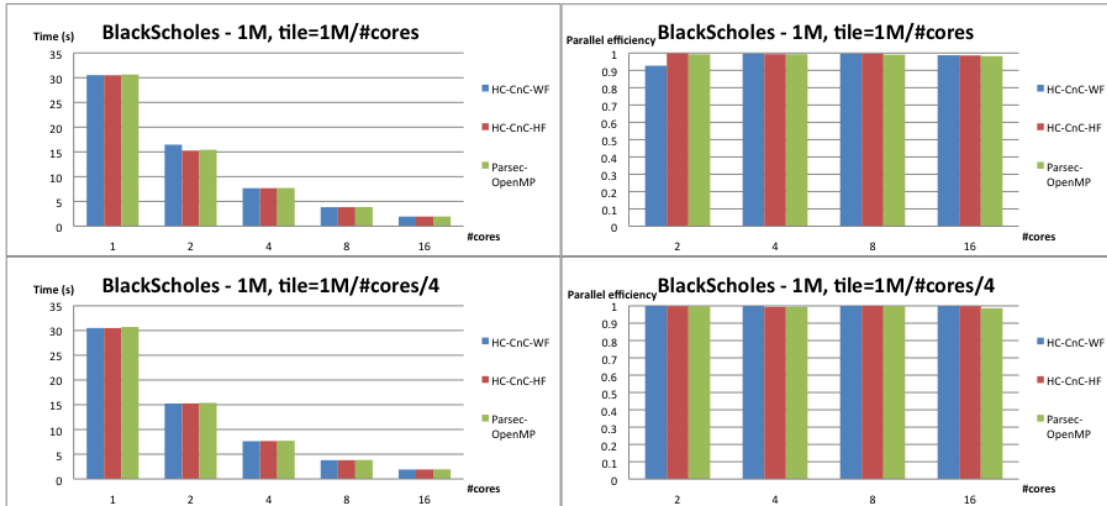 BlackScholes - 1M, tile=1M/#cores
Time (s)
35
30
25
20
15
10
5
0
1
2
4
8
16
#cores
HC-CnC-WF
HC-CnC-HF
Parsec-
OpenMP
BlackScholes - 1M, tile=1M/#cores
Parallel efficiency
1
0.9
0.8
0.7
0.6
0.5
0.4
0.3
0.2
0.1
0
2
4
8
16
#cores
HC-CnC-WF
HC-CnC-HF
Parsec-
OpenMP
BlackScholes - 1M, tile=1M/#cores/4
Time (s)
35
30
25
20
15
10
5
0
1
2
4
8
16
#cores
HC-CnC-WF
HC-CnC-HF
Parsec-
OpenMP
BlackScholes - 1M, tile=1M/#cores/4
Parallel efficiency
1
0.9
0.8
0.7
0.6
0.5
0.4
0.3
0.2
0.1
0
2
4
8
16
#cores
HC-CnC-WF
HC-CnC-HF
Parsec-
OpenMP